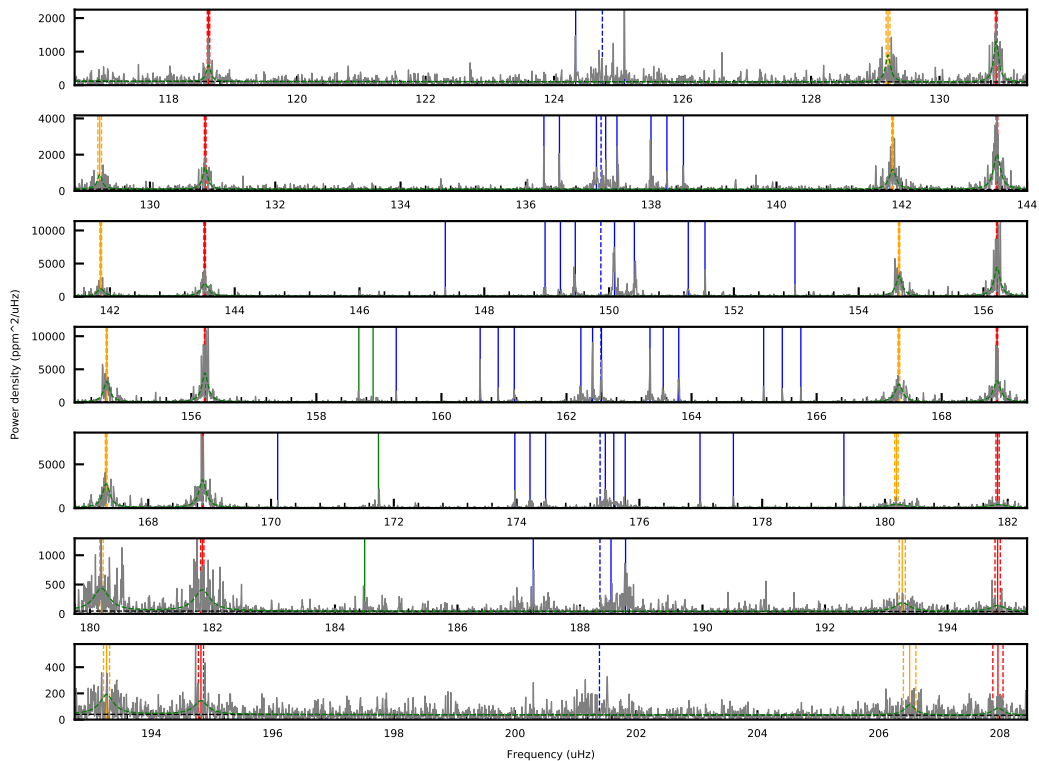 2000
1000
0
118 120 122 124 126 128 130
4000
2000
0
130 132 134 136 138 140 142 144
10000
5000
0
142 144 146 148 150 152 154 156
Power density (ppm^2/uHz)
10000
5000
0
156 158 160 162 164 166 168
5000
0
168 170 172 174 176 178 180 182
1000
500
0
180 182 184 186 188 190 192 194
400
200
0
194 196 198 200 202 204 206 208
Frequency (uHz)